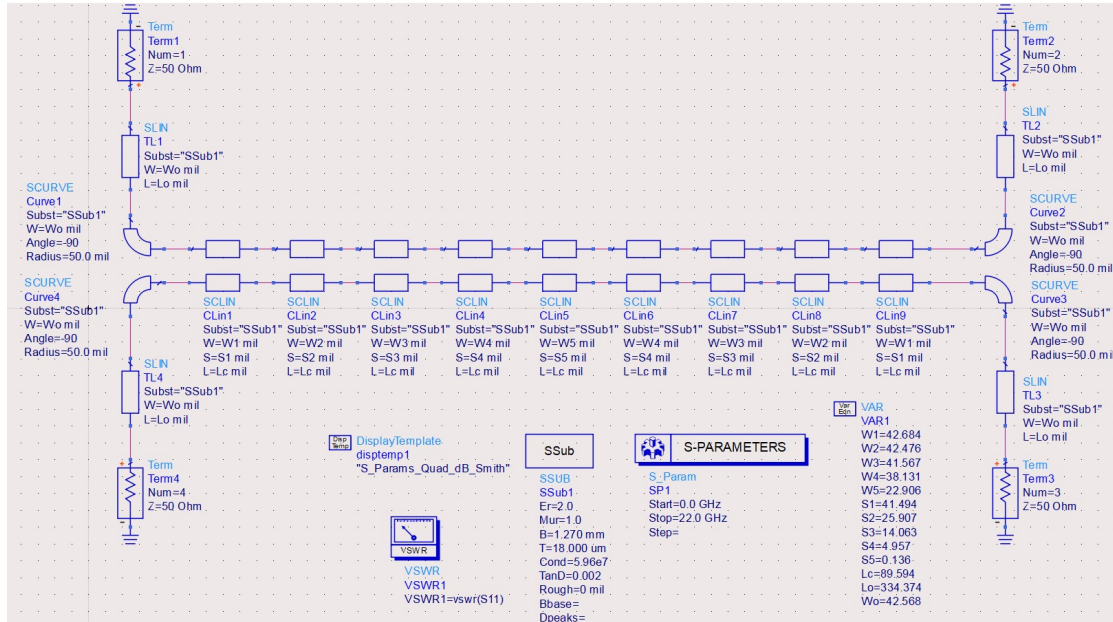 Term
Term1
Num=1
Z=50 Ohm
Term
Term2
Num=2
Z=50 Ohm
SLIN
TL1
Subst="SSub1"
W=Wo mil
L=Lo mil
SLIN
TL2
Subst="SSub1"
W=Wo mil
L=Lo mil
SCURVE
Curve1
Subst="SSub1"
W=Wo mil
Angle=-90
Radius=50.0 mil
SCURVE
Curve2
Subst="SSub1"
W=Wo mil
Angle=-90
Radius=50.0 mil
SCURVE
Curve4
Subst="SSub1"
W=Wo mil
Angle=-90
Radius=50.0 mil
SCLIN
CLin1
Subst="SSub1"
W=W1 mil
S=S1 mil
L=Lc mil
SCLIN
CLin2
Subst="SSub1"
W=W2 mil
S=S2 mil
L=Lc mil
SCLIN
CLin3
Subst="SSub1"
W=W3 mil
S=S3 mil
L=Lc mil
SCLIN
CLin4
Subst="SSub1"
W=W4 mil
S=S4 mil
L=Lc mil
SCLIN
CLin5
Subst="SSub1"
W=W5 mil
S=S5 mil
L=Lc mil
SCLIN
CLin6
Subst="SSub1"
W=W4 mil
S=S4 mil
L=Lc mil
SCLIN
CLin7
Subst="SSub1"
W=W3 mil
S=S3 mil
L=Lc mil
SCLIN
CLin8
Subst="SSub1"
W=W2 mil
S=S2 mil
L=Lc mil
SCLIN
CLin9
Subst="SSub1"
W=W1 mil
S=S1 mil
L=Lc mil
SCURVE
Curve3
Subst="SSub1"
W=Wo mil
Angle=-90
Radius=50.0 mil
SLIN
TL4
Subst="SSub1"
W=Wo mil
L=Lo mil
SLIN
TL3
Subst="SSub1"
W=Wo mil
L=Lo mil
Term
Term4
Num=4
Z=50 Ohm
Disp
Temp
DisplayTemplate
disptemp1
"S_Params_Quad_dB_Smith"
VSWR
VSWR
VSWR1
VSWR1=vswr(S11)
SSub
SSUB
SSub1
Er=2.0
Mur=1.0
B=1.270 mm
T=18.000 um
Cond=5.96e7
TanD=0.002
Rough=0 mil
Bbase=
Dpeaks=
S-PARAMETERS
S_Param
SP1
Start=0.0 GHz
Stop=22.0 GHz
Step=
Var
Eqn
VAR
VAR1
W1=42.684
W2=42.476
W3=41.567
W4=38.131
W5=22.906
S1=41.494
S2=25.907
S3=14.063
S4=4.957
S5=0.136
Lc=89.594
Lo=334.374
Wo=42.568
Term
Term3
Num=3
Z=50 Ohm